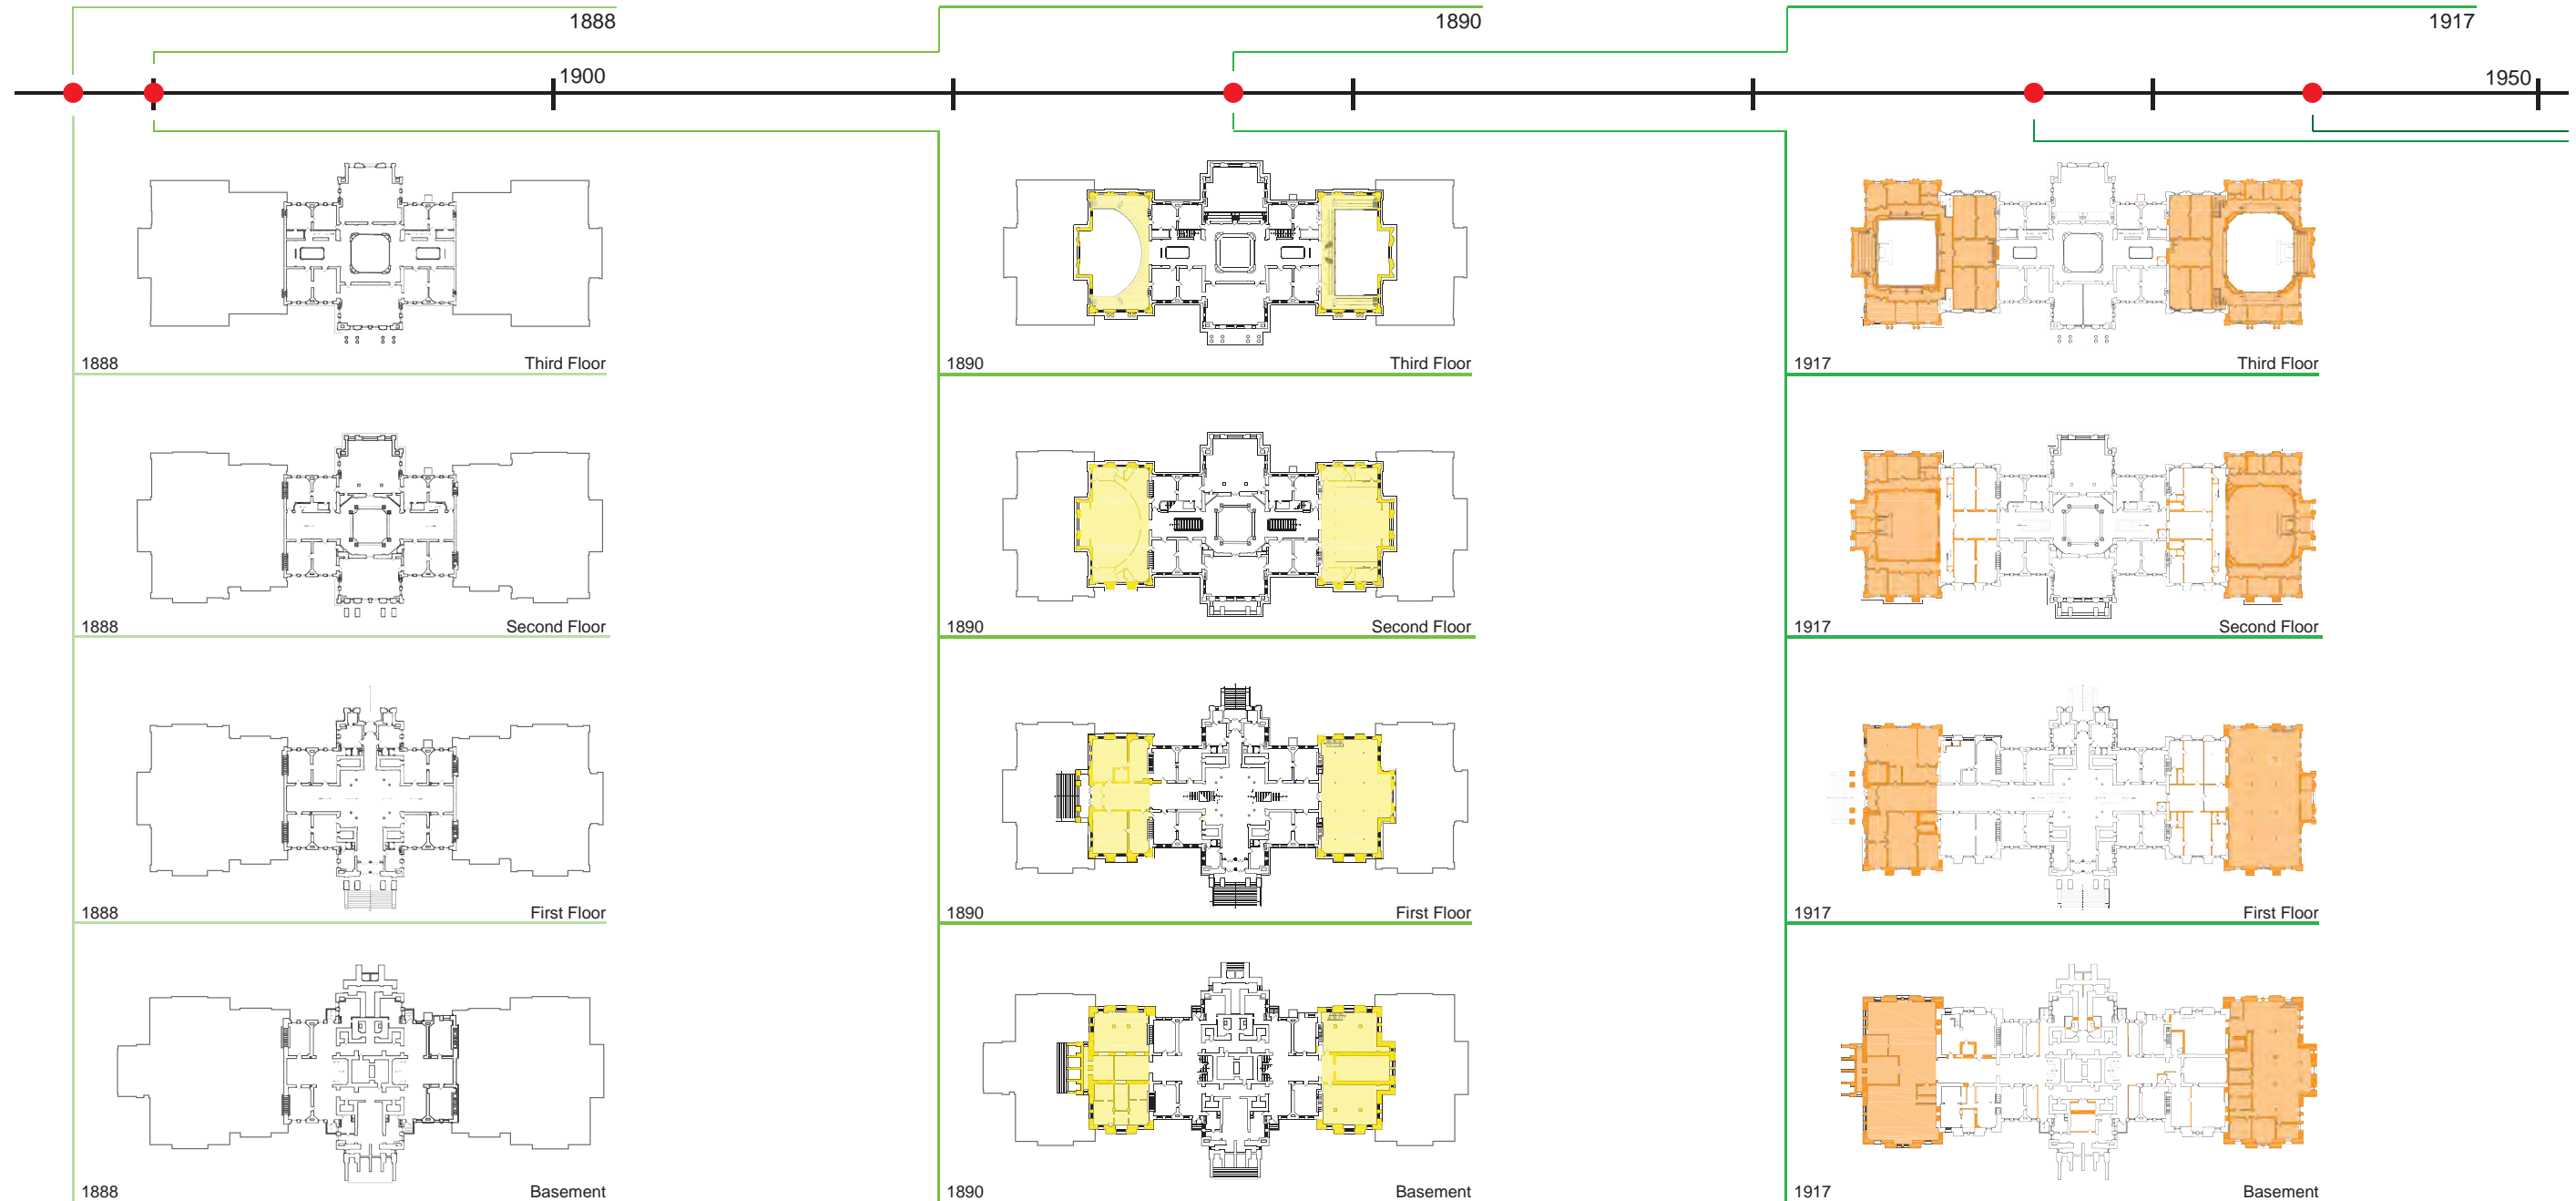 1888
1890
1917
1900
1950
1888 Third Floor
1890 Third Floor
1917 Third Floor
1888 Second Floor
1890 Second Floor
1917 Second Floor
1888 First Floor
1890 First Floor
1917 First Floor
1888 Basement
1890 Basement
1917 Basement